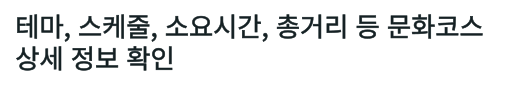 테마, 스케줄, 소요시간, 총거리 등 문화코스
상세 정보 확인